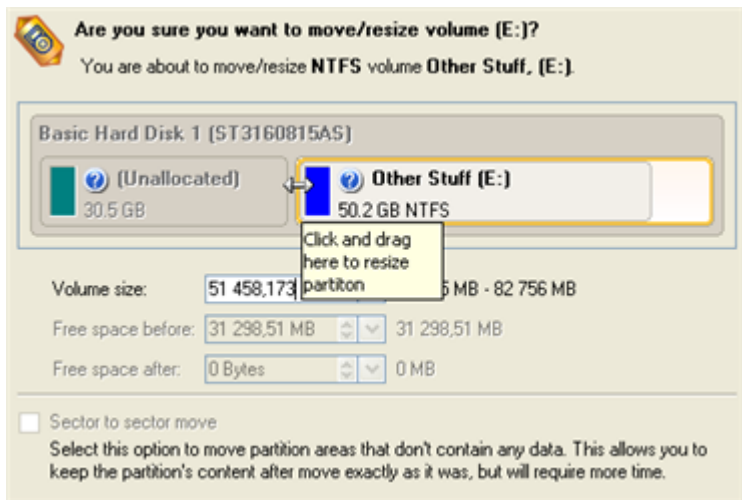 Are you sure you want to move/resize volume (E:)?
You are about to move/resize NTFS volume Other Stuff, (E:).
Basic Hard Disk 1 (ST3160815AS)
(Unallocated)
30.5 GB
Other Stuff (E:)
50.2 GB NTFS
Click and drag
here to resize
partiton
Volume size: 51 458,173 MB - 82 756 MB
Free space before: 31 298,51 MB 31 298,51 MB
Free space after: 0 Bytes 0 MB
Sector to sector move
Select this option to move partition areas that don't contain any data. This allows you to
keep the partition's content after move exactly as it was, but will require more time.